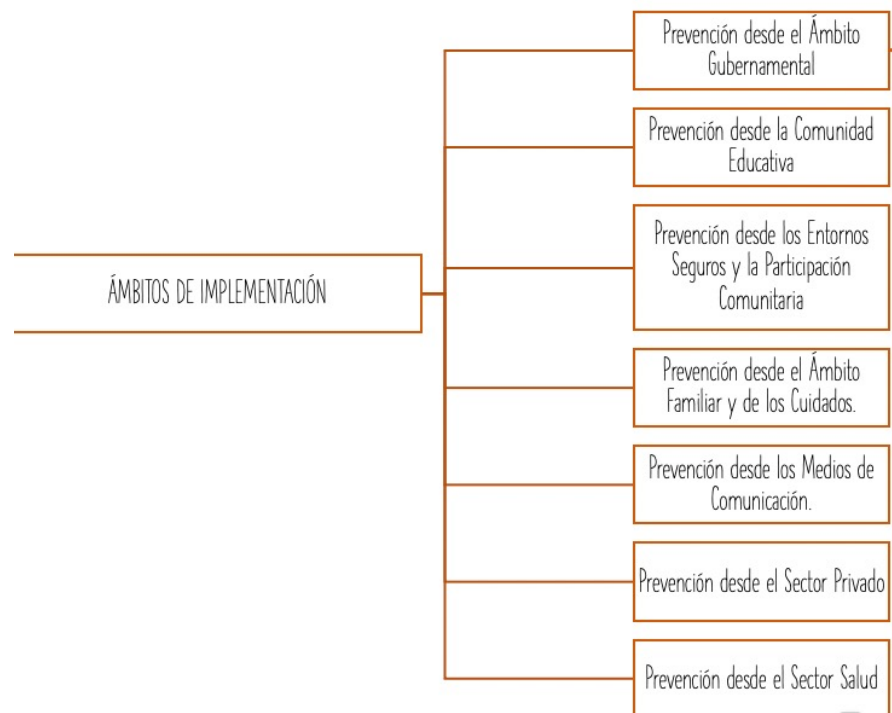 Prevención desde el Ámbito
Gubernamental
Prevención desde la Comunidad
Educativa
Prevención desde los Entornos
Seguros y la Participación
Comunitaria
ÁMBITOS DE IMPLEMENTACIÓN
Prevención desde el Ámbito
Familiar y de los Cuidados.
Prevención desde los Medios de
Comunicación.
Prevención desde el Sector Privado
Prevención desde el Sector Salud